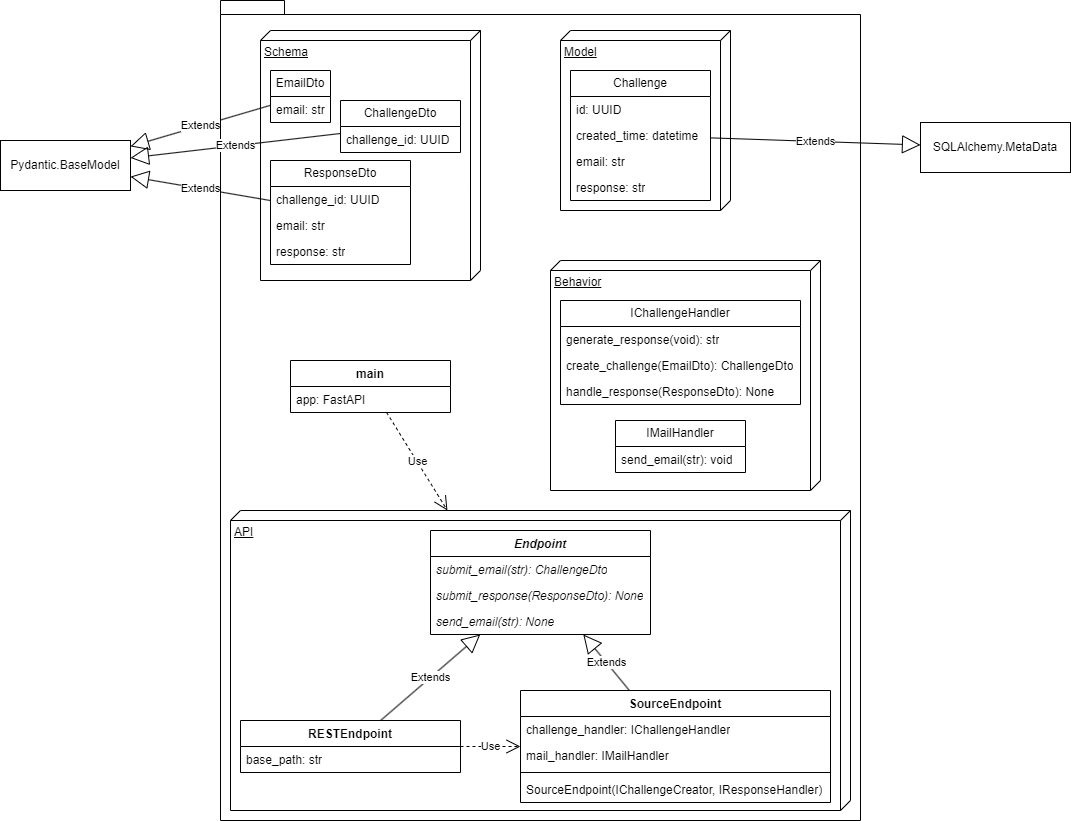 Schema
EmailDto
email: str
ChallengeDto
challenge_id: UUID
ResponseDto
challenge_id: UUID
email: str
response: str
Extends
Extends
Extends
Pydantic.BaseModel
Model
Challenge
id: UUID
created_time: datetime
email: str
response: str
Extends
SQLAlchemy.MetaData
Behavior
IChallengeHandler
generate_response(void): str
create_challenge(EmailDto): ChallengeDto
handle_response(ResponseDto): None
IMailHandler
send_email(str): void
main
app: FastAPI
Use
API
Endpoint
submit_email(str): ChallengeDto
submit_response(ResponseDto): None
send_email(str): None
Extends
Extends
RESTEndpoint
base_path: str
Use
SourceEndpoint
challenge_handler: IChallengeHandler
mail_handler: IMailHandler
SourceEndpoint(IChallengeCreator, IResponseHandler)